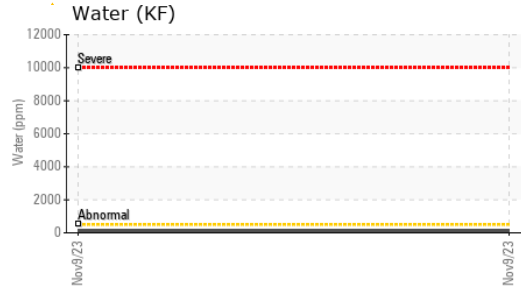 Water (KF)
12000
Severe
10000
8000
6000
Water (ppm)
4000
2000
Abnormal
0
Nov9/23
Nov9/23